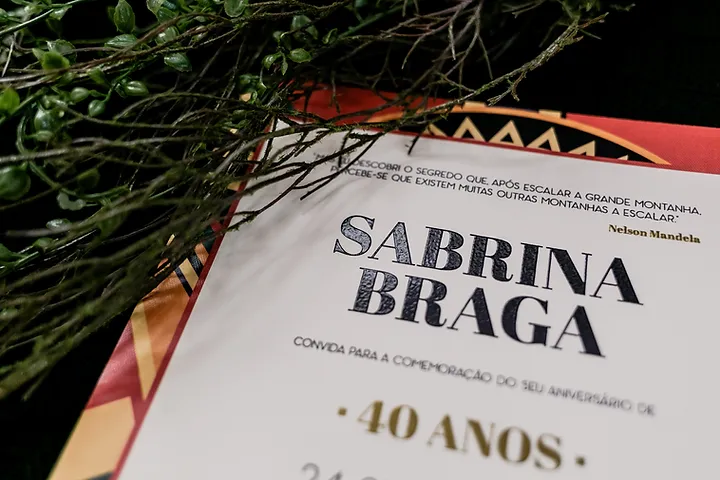 DESCOBRI O SEGREDO QUE, APÓS ESCALAR A GRANDE MONTANHA,
PERCEBE-SE QUE EXISTEM MUITAS OUTRAS MONTANHAS A ESCALAR."
Nelson Mandela
SABRINA
BRAGA
CONVIDA PARA A COMEMORAÇÃO DO SEU ANIVERSÁRIO DE
· 40 ANOS ·